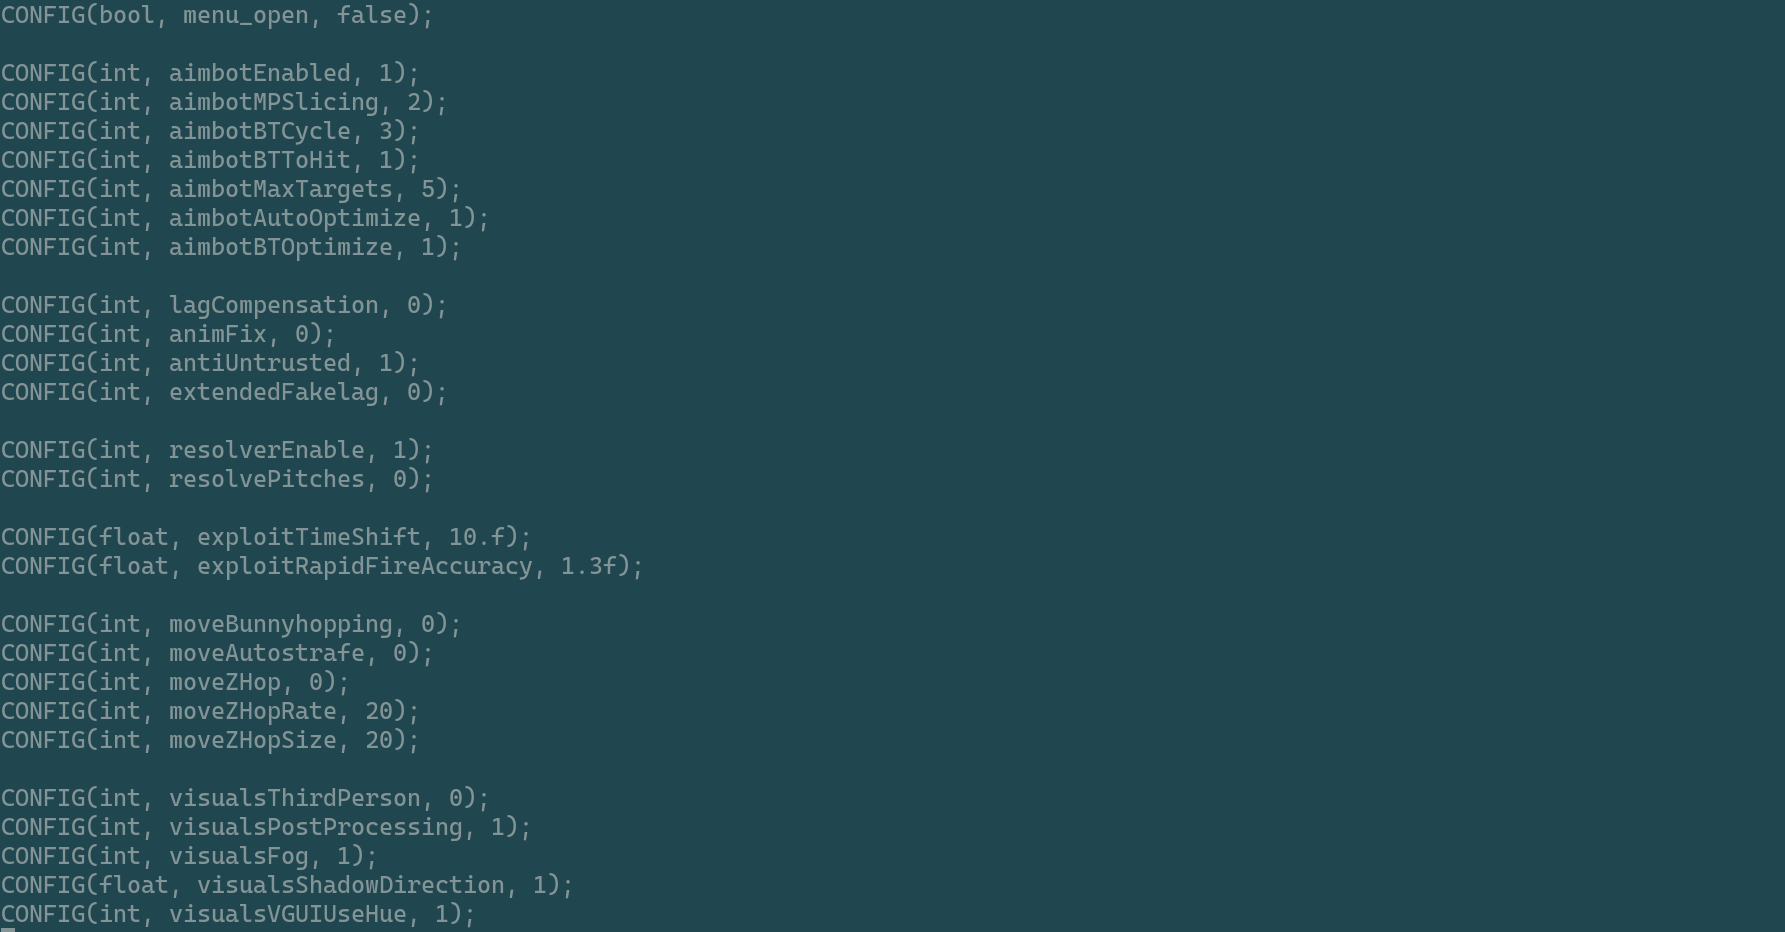 CONFIG(bool, menu_open, false);
CONFIG(int, aimbotEnabled, 1);
CONFIG(int, aimbotMPSlicing, 2);
CONFIG(int, aimbotBTCycle, 3);
CONFIG(int, aimbotBTToHit, 1);
CONFIG(int, aimbotMaxTargets, 5);
CONFIG(int, aimbotAutoOptimize, 1);
CONFIG(int, aimbotBTOptimize, 1);
CONFIG(int, lagCompensation, 0);
CONFIG(int, animFix, 0);
CONFIG(int, antiUntrusted, 1);
CONFIG(int, extendedFakelag, 0);
CONFIG(int, resolverEnable, 1);
CONFIG(int, resolvePitches, 0);
CONFIG(float, exploitTimeShift, 10.f);
CONFIG(float, exploitRapidFireAccuracy, 1.3f);
CONFIG(int, moveBunnyhopping, 0);
CONFIG(int, moveAutostrafe, 0);
CONFIG(int, moveZHop, 0);
CONFIG(int, moveZHopRate, 20);
CONFIG(int, moveZHopSize, 20);
CONFIG(int, visualsThirdPerson, 0);
CONFIG(int, visualsPostProcessing, 1);
CONFIG(int, visualsFog, 1);
CONFIG(float, visualsShadowDirection, 1);
CONFIG(int, visualsVGUIUseHue, 1);